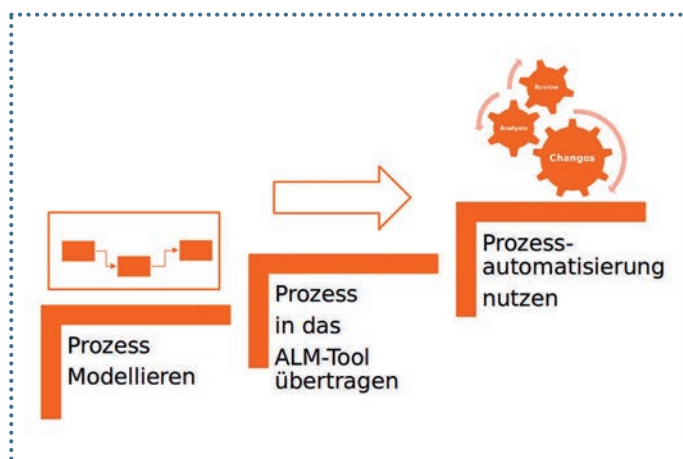 Review
Analysis
Changes
Prozess
Modellieren
Prozess
in das
ALM-Tool
übertragen
Prozess-
automatisierung
nutzen